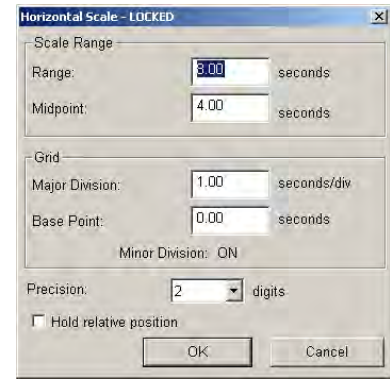 Horizontal Scale - LOCKED
Scale Range
Range: 8.00 seconds
Midpoint: 4.00 seconds
Grid
Major Division: 1.00 seconds/div
Base Point: 0.00 seconds
Minor Division: ON
Precision: 2 digits
Hold relative position
OK Cancel